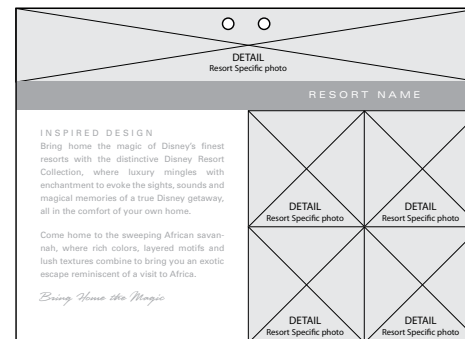 DETAIL
Resort Specific photo
RESORT NAME
INSPIRED DESIGN
Bring home the magic of Disney's finest
resorts with the distinctive Disney Resort
Collection, where luxury mingles with
enchantment to evoke the sights, sounds and
magical memories of a true Disney getaway,
all in the comfort of your own home.
Come home to the sweeping African savan-
nah, where rich colors, layered motifs and
lush textures combine to bring you an exotic
escape reminiscent of a visit to Africa.
Bring Home the Magic
DETAIL
Resort Specific photo
DETAIL
Resort Specific photo
DETAIL
Resort Specific photo
DETAIL
Resort Specific photo